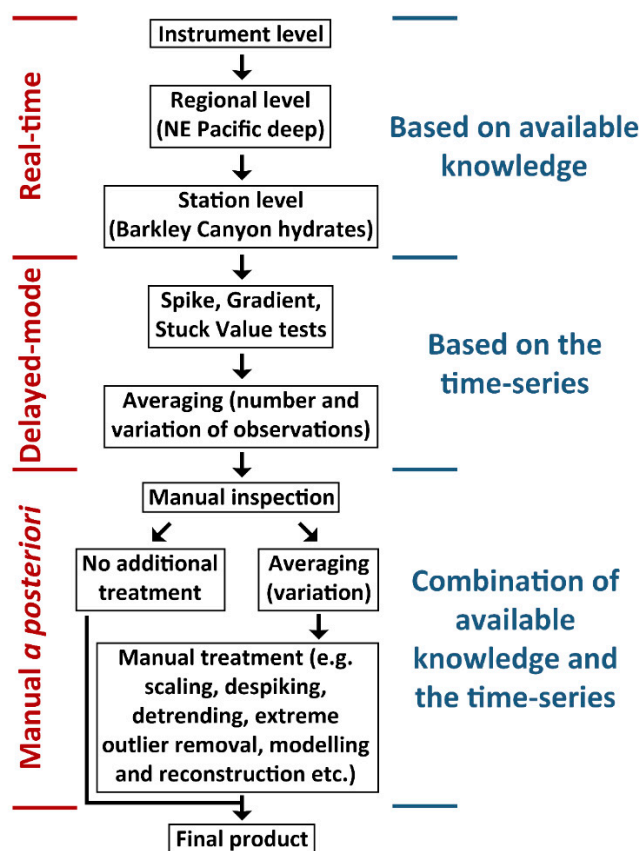 Instrument level
Regional level
(NE Pacific deep)
Station level
(Barkley Canyon hydrates)
Real-time
Based on available
knowledge
Spike, Gradient,
Stuck Value tests
Averaging (number and
variation of observations)
Delayed-mode
Based on the
time-series
Manual inspection
No additional
treatment
Averaging
(variation)
Manual treatment (e.g.
scaling, despiking,
detrending, extreme
outlier removal, modelling
and reconstruction etc.)
Manual a posteriori
Combination of
available
knowledge and
the time-series
Final product